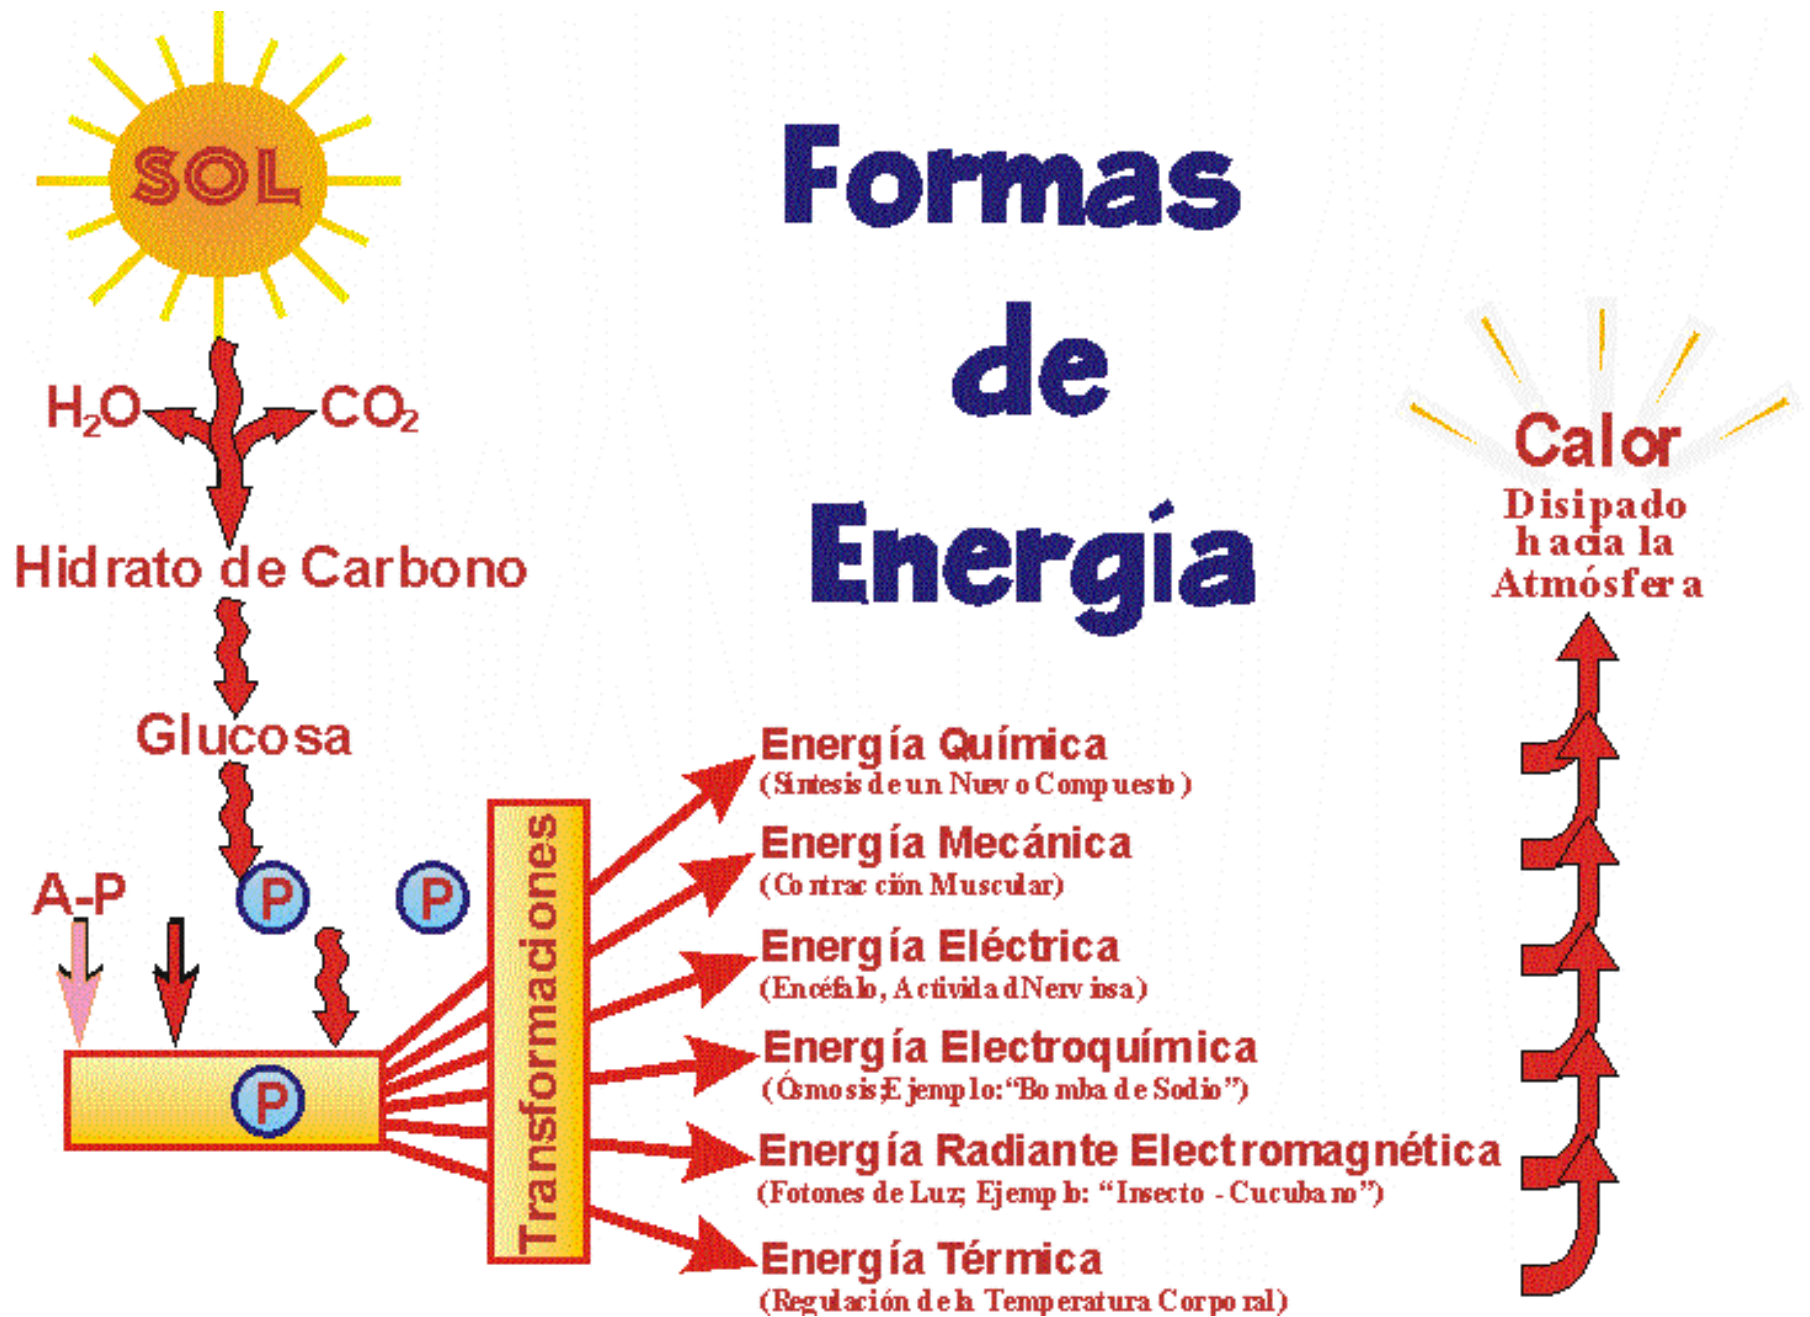 SOL
Formas
de
Energía
H₂O
CO₂
Hidrato de Carbono
Glucosa
A-P
P
P
P
Transformaciones
Energía Química
(Síntesis de un Nuevo Compuesto)
Energía Mecánica
(Contracción Muscular)
Energía Eléctrica
(Encéfalo, Actividad Nerviosa)
Energía Electroquímica
(Ósmosis; Ejemplo: “Bomba de Sodio”)
Energía Radiante Electromagnética
(Fotones de Luz; Ejemplo: “Insecto - Cucubano”)
Energía Térmica
(Regulación de la Temperatura Corporal)
Calor
Disipado
hacia la
Atmósfera